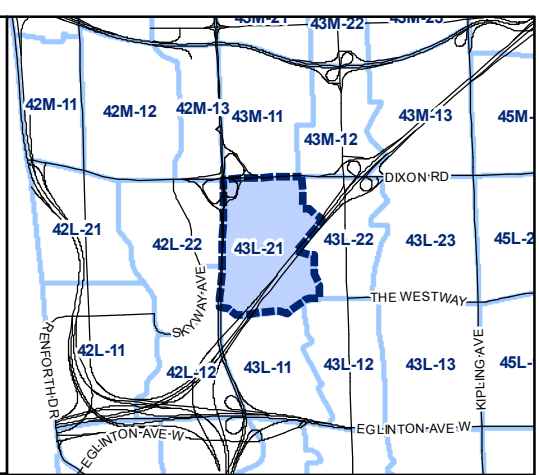 43M-21
43M-22
43M-23
42M-11
42M-12
42M-13
43M-11
43M-12
43M-13
45M-
DIXON RD
42L-21
42L-22
43L-21
43L-22
43L-23
45L-2
SKYWAY AVE
THE WESTWAY
RENFORTH DR
KIPLING AVE
42L-11
42L-12
43L-11
43L-12
43L-13
45L-
EGLINTON AVE W
EGLINTON AVE W